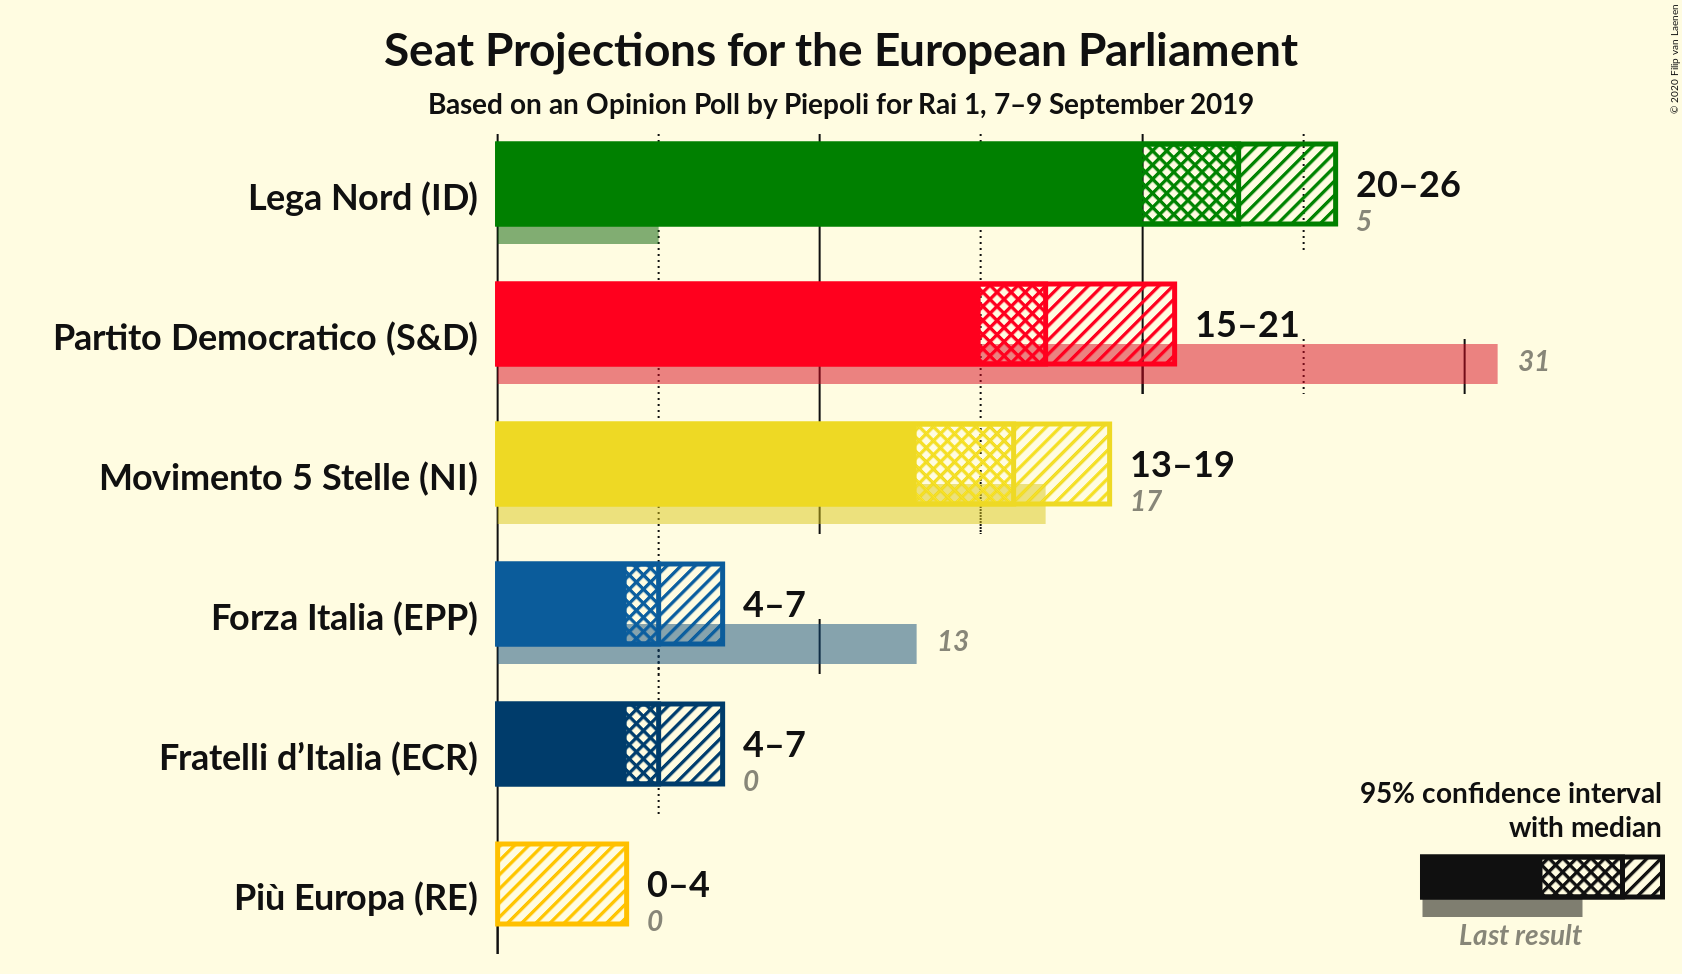 Seat Projections for the European Parliament
Based on an Opinion Poll by Piepoli for Rai 1, 7–9 September 2019
© 2020 Filip van Laenen
Lega Nord (ID)
20–26
5
Partito Democratico (S&D)
15–21
31
Movimento 5 Stelle (NI)
13–19
17
Forza Italia (EPP)
4–7
13
Fratelli d’Italia (ECR)
4–7
0
Più Europa (RE)
0–4
0
95% confidence interval
with median
Last result